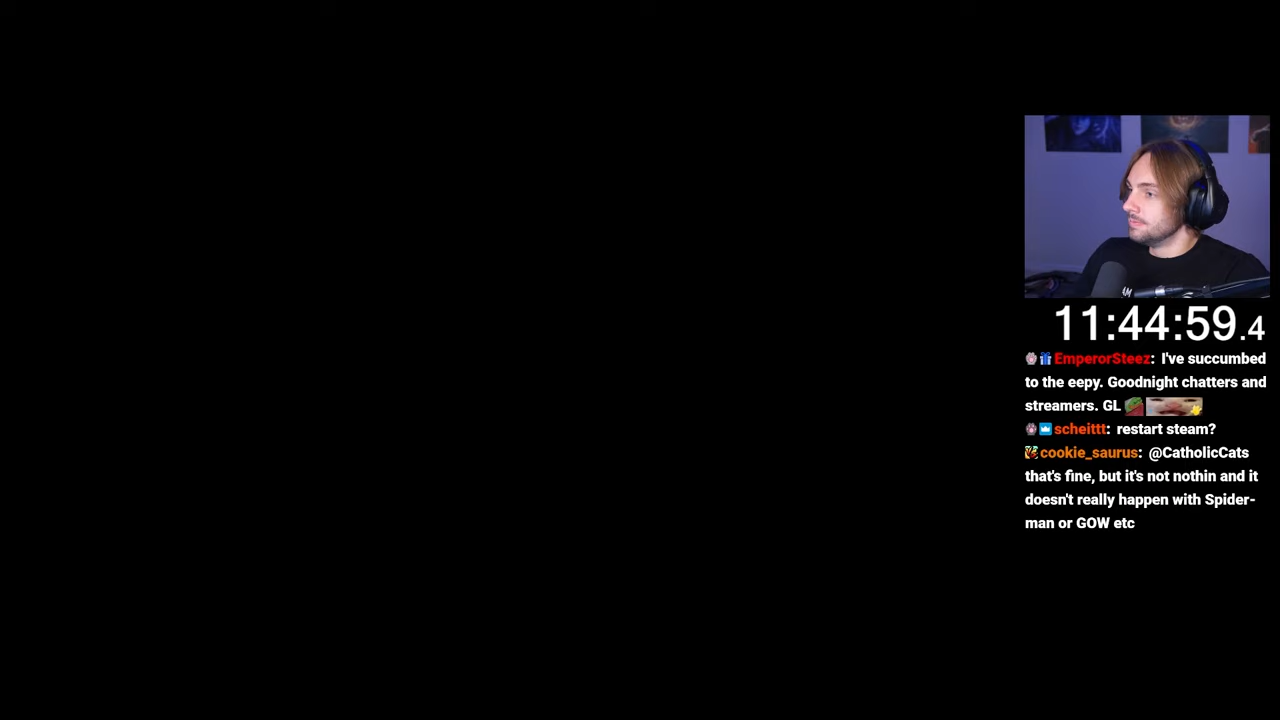 11:44:59.4
EmperorSteez: I've succumbed
to the eepy. Goodnight chatters and
streamers. GL
scheittt: restart steam?
cookie_saurus: @CatholicCats
that's fine, but it's not nothin and it
doesn't really happen with Spider-
man or GOW etc